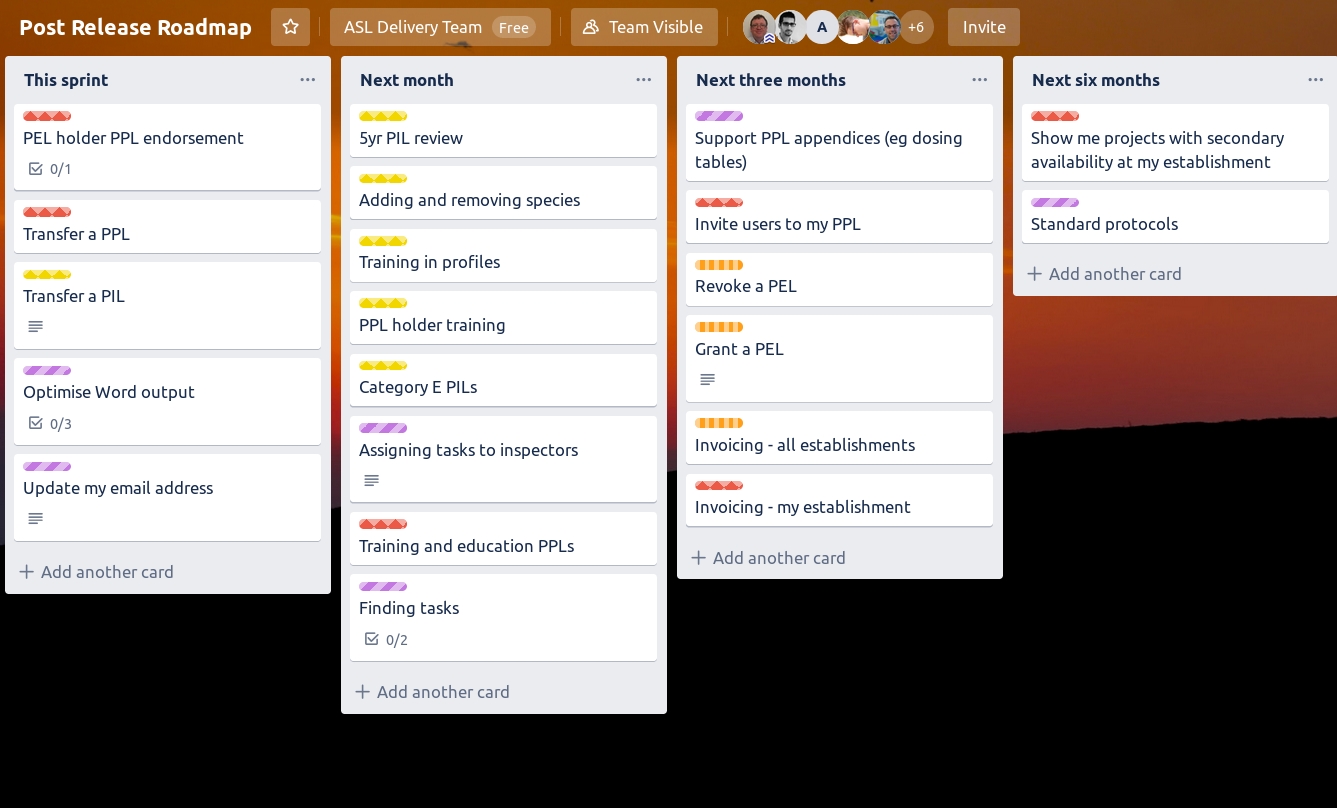 Post Release Roadmap
ASL Delivery Team Free
Team Visible
A
+6
Invite
This sprint
PEL holder PPL endorsement
0/1
Transfer a PPL
Transfer a PIL
Optimise Word output
0/3
Update my email address
Add another card
Next month
5yr PIL review
Adding and removing species
Training in profiles
PPL holder training
Category E PILs
Assigning tasks to inspectors
Training and education PPLs
Finding tasks
0/2
Add another card
Next three months
Support PPL appendices (eg dosing
tables)
Invite users to my PPL
Revoke a PEL
Grant a PEL
Invoicing - all establishments
Invoicing - my establishment
Add another card
Next six months
Show me projects with secondary
availability at my establishment
Standard protocols
Add another card